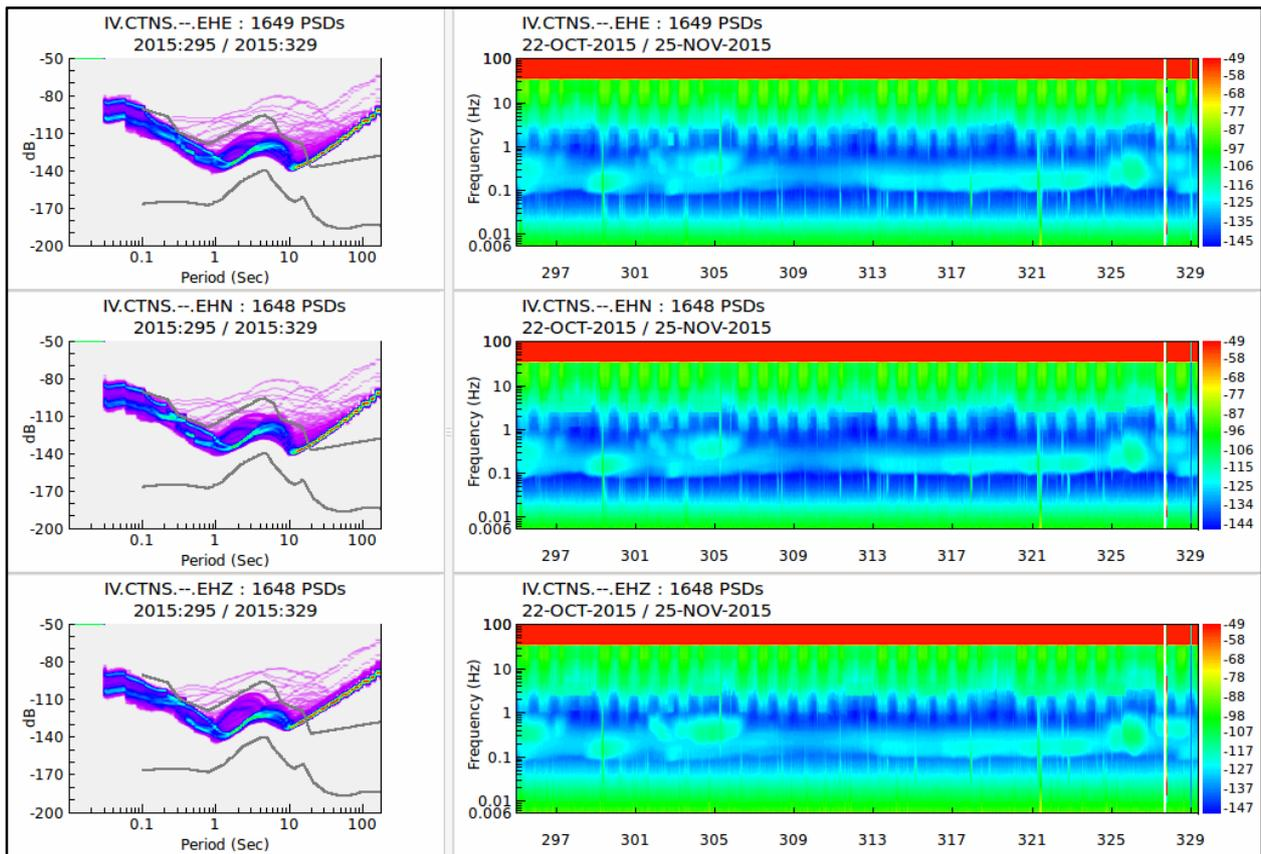 IV.CTNS.--.EHE : 1649 PSDs
2015:295 / 2015:329
-50
-80
-110
-140
-170
-200
dB
0.1 1 10 100
Period (Sec)
IV.CTNS.--.EHE : 1649 PSDs
22-OCT-2015 / 25-NOV-2015
100
10
1
0.1
0.01
0.006
Frequency (Hz)
297 301 305 309 313 317 321 325 329
-49
-58
-68
-77
-87
-97
-106
-116
-126
-135
-145
IV.CTNS.--.EHN : 1648 PSDs
2015:295 / 2015:329
-50
-80
-110
-140
-170
-200
dB
0.1 1 10 100
Period (Sec)
IV.CTNS.--.EHN : 1648 PSDs
22-OCT-2015 / 25-NOV-2015
100
10
1
0.1
0.01
0.006
Frequency (Hz)
297 301 305 309 313 317 321 325 329
-49
-58
-68
-77
-87
-96
-106
-115
-125
-134
-144
IV.CTNS.--.EHZ : 1648 PSDs
2015:295 / 2015:329
-50
-80
-110
-140
-170
-200
dB
0.1 1 10 100
Period (Sec)
IV.CTNS.--.EHZ : 1648 PSDs
22-OCT-2015 / 25-NOV-2015
100
10
1
0.1
0.01
0.006
Frequency (Hz)
297 301 305 309 313 317 321 325 329
-49
-59
-68
-78
-88
-98
-107
-117
-127
-137
-147